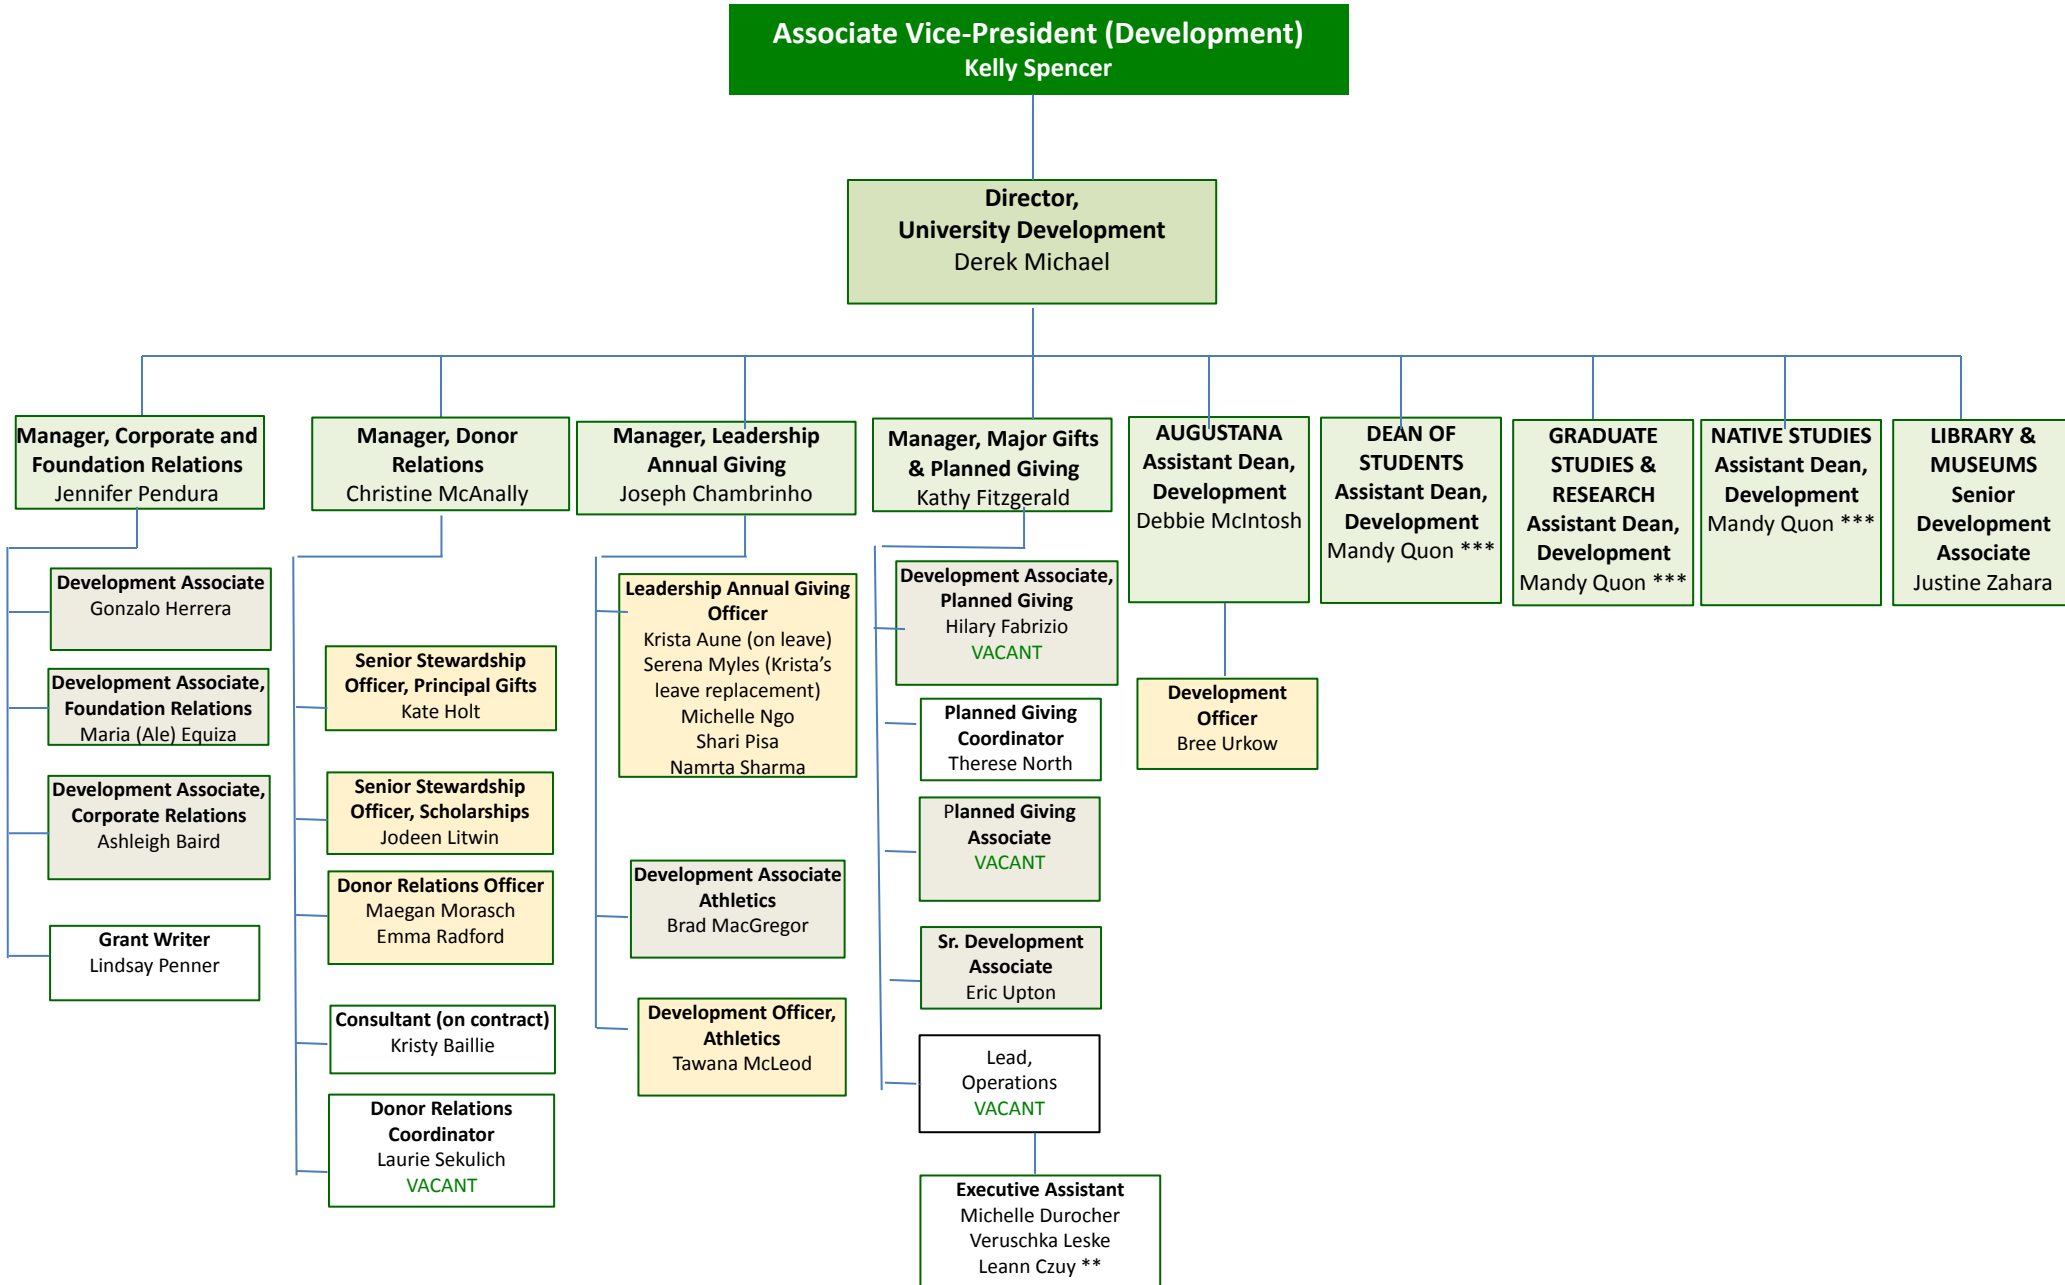 Associate Vice-President (Development)
Kelly Spencer
Director,
University Development
Derek Michael
Manager, Corporate and
Foundation Relations
Jennifer Pendura
Manager, Donor
Relations
Christine McAnally
Manager, Leadership
Annual Giving
Joseph Chambrinho
Manager, Major Gifts
& Planned Giving
Kathy Fitzgerald
AUGUSTANA
Assistant Dean,
Development
Debbie McIntosh
DEAN OF
STUDENTS
Assistant Dean,
Development
Mandy Quon ***
GRADUATE
STUDIES &
RESEARCH
Assistant Dean,
Development
Mandy Quon ***
NATIVE STUDIES
Assistant Dean,
Development
Mandy Quon ***
LIBRARY &
MUSEUMS
Senior
Development
Associate
Justine Zahara
Development Associate
Gonzalo Herrera
Development Associate,
Foundation Relations
Maria (Ale) Equiza
Development Associate,
Corporate Relations
Ashleigh Baird
Grant Writer
Lindsay Penner
Senior Stewardship
Officer, Principal Gifts
Kate Holt
Senior Stewardship
Officer, Scholarships
Jodeen Litwin
Donor Relations Officer
Maegan Morasch
Emma Radford
Consultant (on contract)
Kristy Baillie
Donor Relations
Coordinator
Laurie Sekulich
VACANT
Leadership Annual Giving
Officer
Krista Aune (on leave)
Serena Myles (Krista’s
leave replacement)
Michelle Ngo
Shari Pisa
Namrta Sharma
Development Associate
Athletics
Brad MacGregor
Development Officer,
Athletics
Tawana McLeod
Development Associate,
Planned Giving
Hilary Fabrizio
VACANT
Planned Giving
Coordinator
Therese North
Planned Giving
Associate
VACANT
Sr. Development
Associate
Eric Upton
Lead,
Operations
VACANT
Executive Assistant
Michelle Durocher
Veruschka Leske
Leann Czuy **
Development
Officer
Bree Urkow